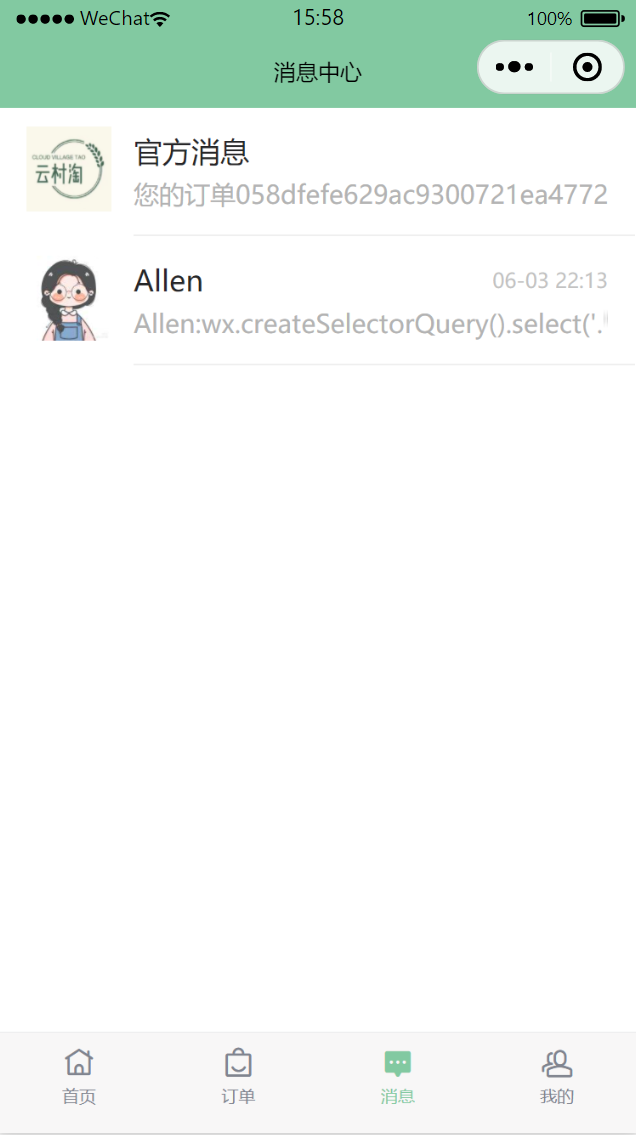 WeChat 15:58 100%
消息中心
CLOUD VILLAGE TAO
云村淘
官方消息
您的订单058dfefe629ac9300721ea4772
Allen 06-03 22:13
Allen:wx.createSelectorQuery().select('.
首页 订单 消息 我的